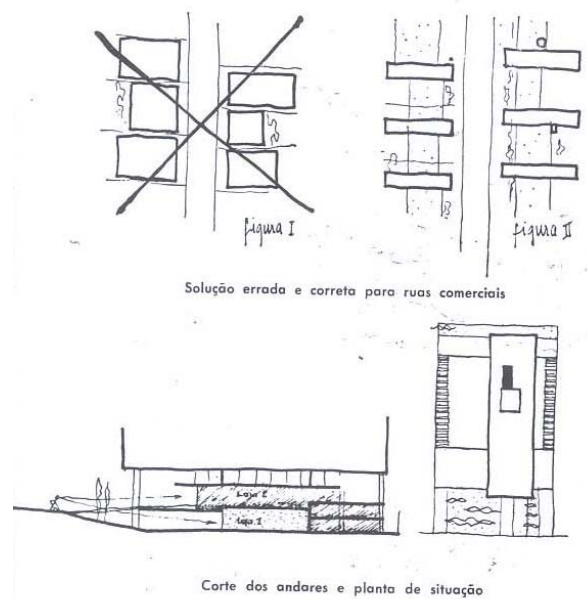 figura I
figura II
Solução errada e correta para ruas comerciais
Loja 2
Loja 1
Corte dos andares e planta de situação